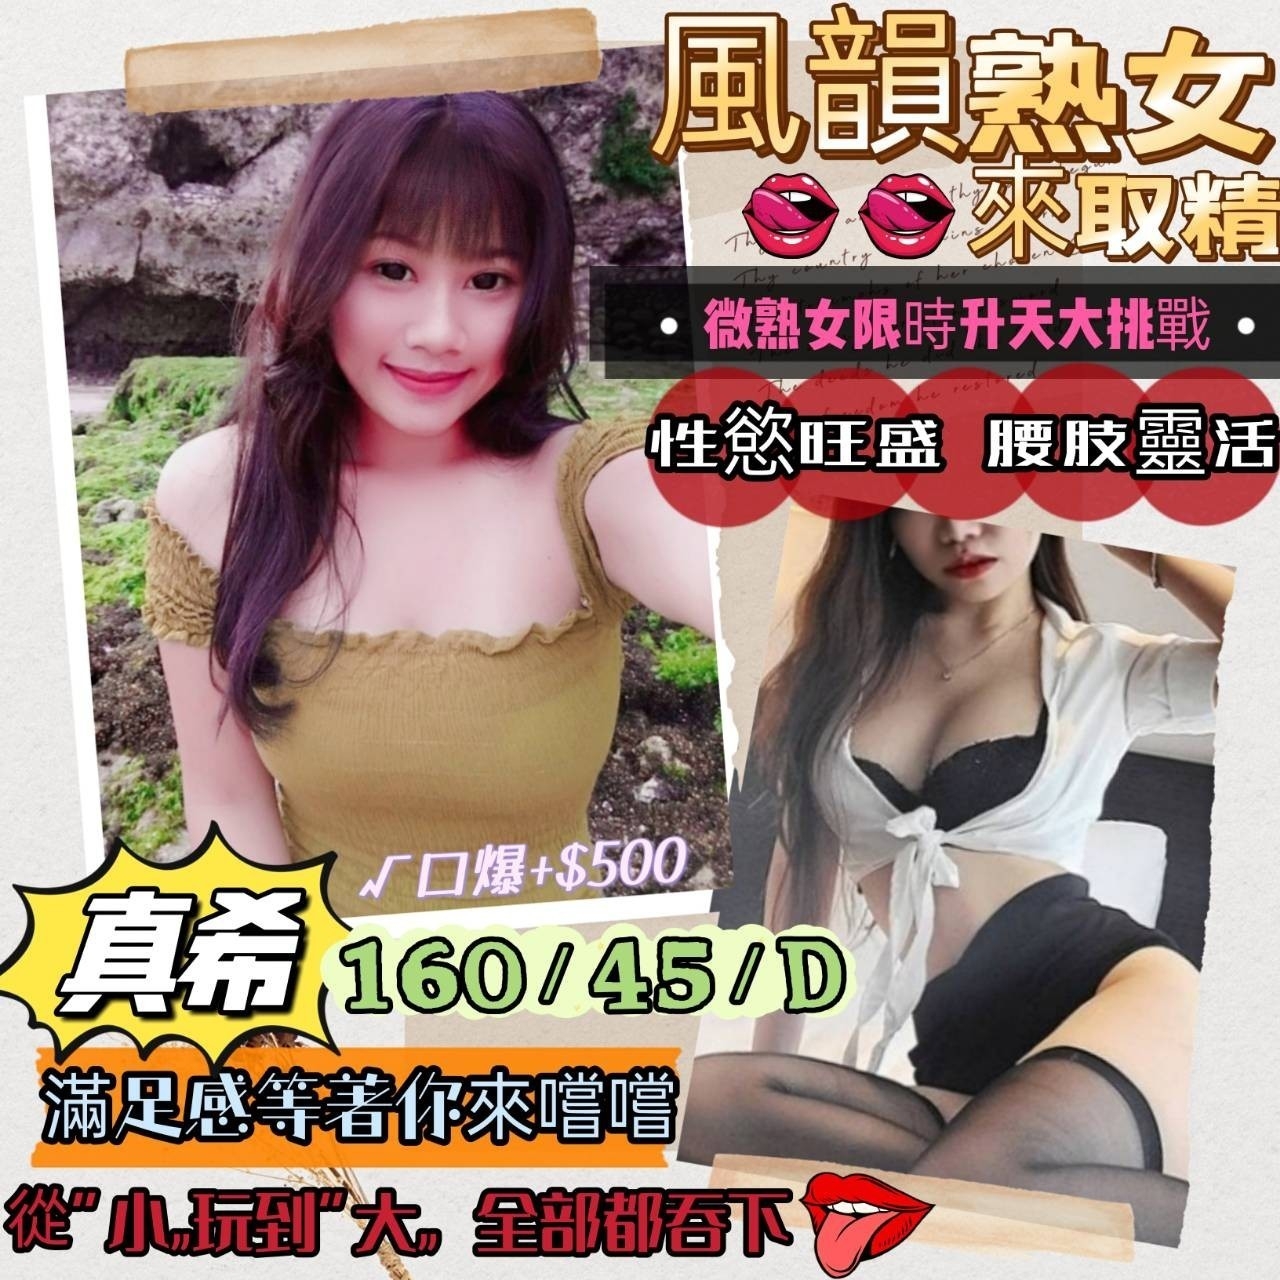 風韻熟女
來取精
• 微熟女限時升天大挑戰 •
性慾旺盛 腰肢靈活
√口爆+$500
真希
160/45/D
滿足感等著你來嚐嚐
從"小„玩到"大„ 全部都吞下